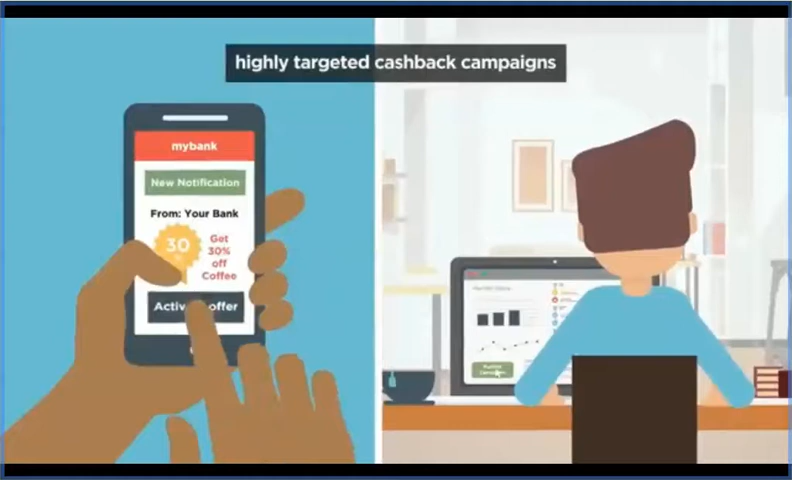 highly targeted cashback campaigns
mybank
New Notification
From: Your Bank
30
Get
30%
off
Coffee
offer